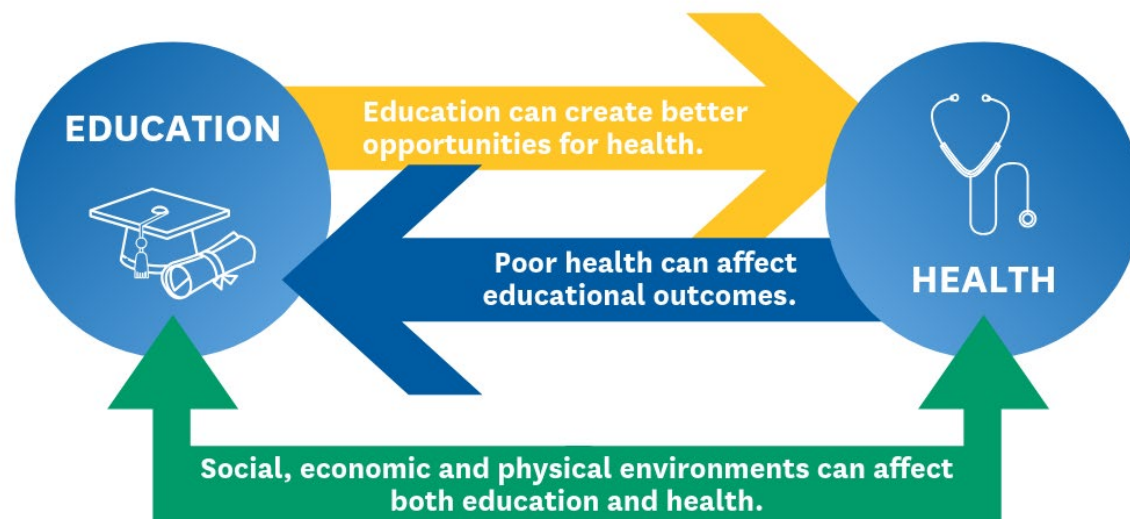 EDUCATION
Education can create better
opportunities for health.
Poor health can affect
educational outcomes.
HEALTH
Social, economic and physical environments can affect
both education and health.